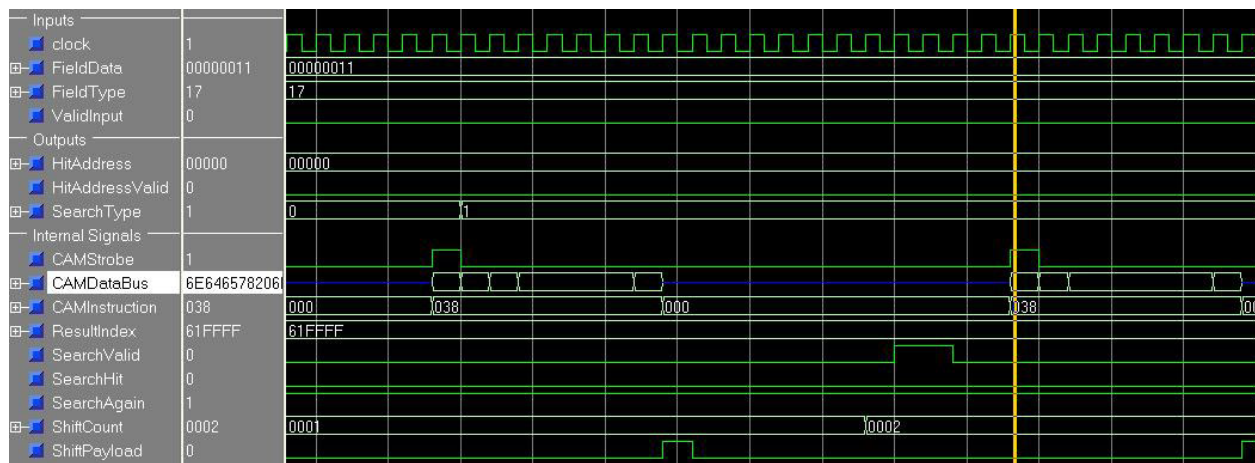 Inputs
clock 1
FieldData 00000011 00000011
FieldType 17 17
ValidInput 0
Outputs
HitAddress 00000 00000
HitAddressValid 0
SearchType 1 0 1
Internal Signals
CAMStrobe 1
CAMDataBus 6E646578206
CAMInstruction 038 000 038 000 038 00
ResultIndex 61FFFF 61FFFF
SearchValid 0
SearchHit 0
SearchAgain 1
ShiftCount 0002 0001 0002
ShiftPayload 0